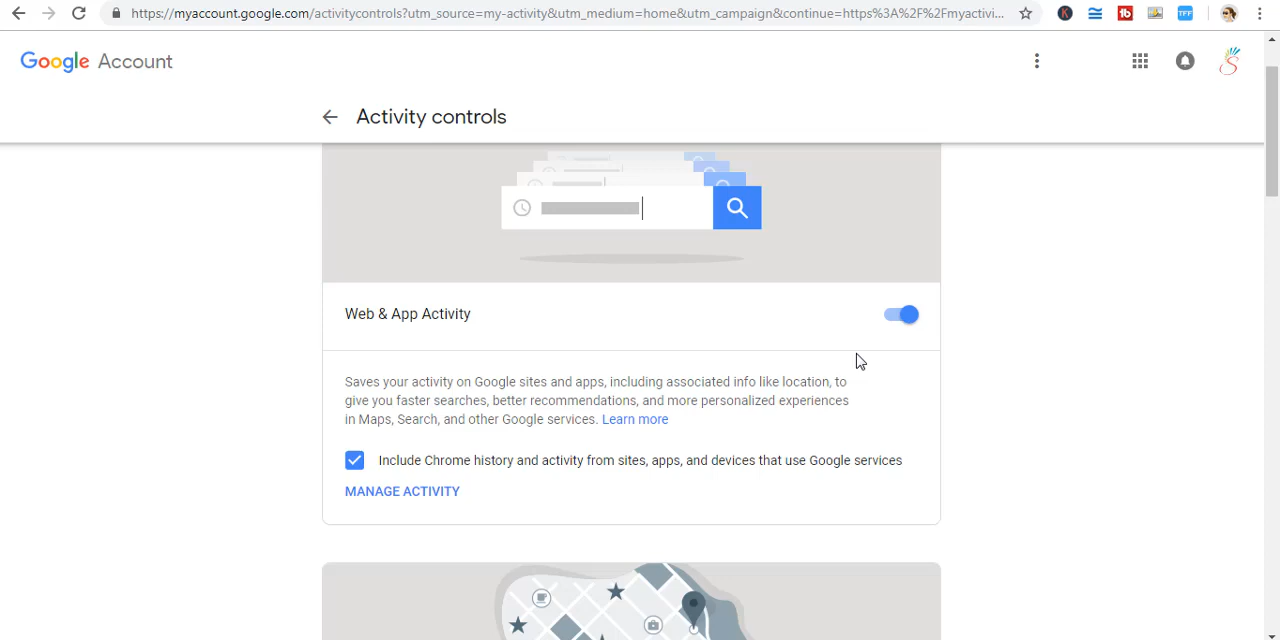 https://myaccount.google.com/activitycontrols?utm_source=my-activity&utm_medium=home&utm_campaign&continue=https%3A%2F%2Fmyactivi...
K
tb
TFF
Google Account
S
Activity controls
Web & App Activity
Saves your activity on Google sites and apps, including associated info like location, to
give you faster searches, better recommendations, and more personalized experiences
in Maps, Search, and other Google services. Learn more
Include Chrome history and activity from sites, apps, and devices that use Google services
MANAGE ACTIVITY